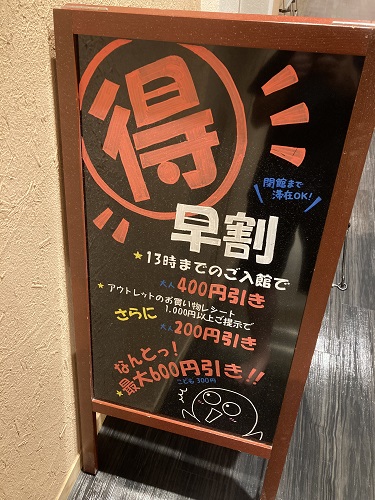 得
閉館まで
滞在OK!
早割
★13時までのご入館で
大人400円引き
★アウトレットのお買い物レシート
1,000円以上ご提示で
さらに
大人200円引き
なんとっ!
★最大600円引き!!
こども300円